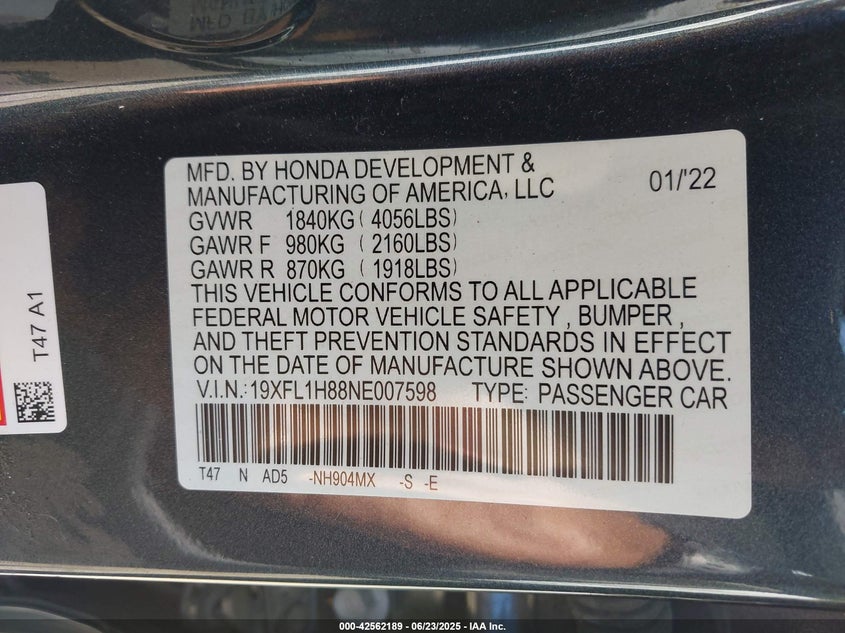 MFD. BY HONDA DEVELOPMENT &
MANUFACTURING OF AMERICA, LLC 01/'22
GVWR 1840KG ( 4056LBS)
GAWR F 980KG ( 2160LBS)
GAWR R 870KG ( 1918LBS)
THIS VEHICLE CONFORMS TO ALL APPLICABLE
FEDERAL MOTOR VEHICLE SAFETY , BUMPER ,
AND THEFT PREVENTION STANDARDS IN EFFECT
ON THE DATE OF MANUFACTURE SHOWN ABOVE.
V.I.N.: 19XFL1H88NE007598 TYPE: PASSENGER CAR
T47 N AD5 -NH904MX -S -E
T47 A1
000-42562189 - 06/23/2025 - IAA Inc.